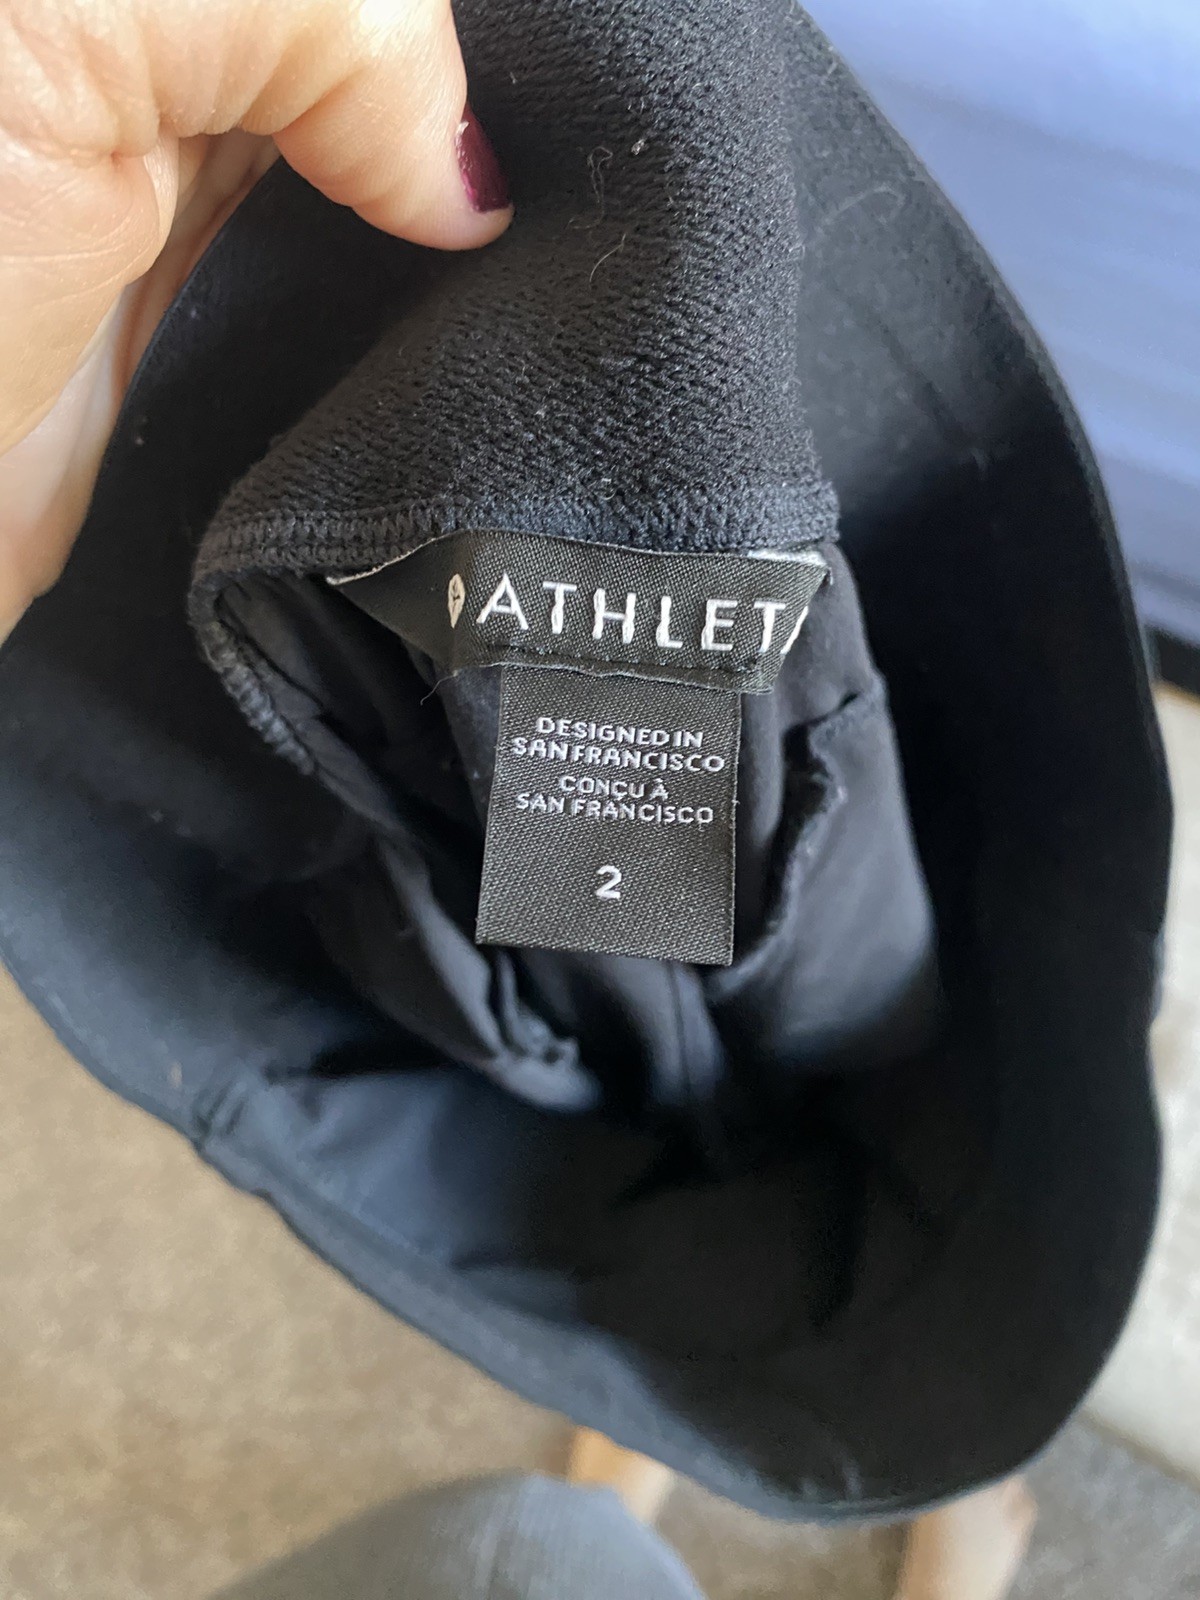 ATHLET
DESIGNED IN
SAN FRANCISCO
CONÇU À
SAN FRANCISCO
2